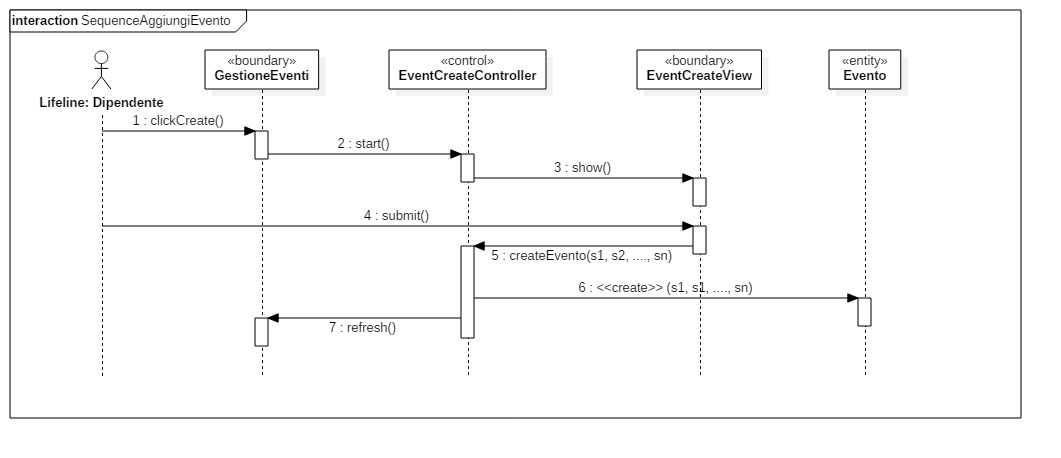 interaction SequenceAggiungiEvento
«boundary»
GestioneEventi
«control»
EventCreateController
«boundary»
EventCreateView
«entity»
Evento
Lifeline: Dipendente
1 : clickCreate()
2 : start()
3 : show()
4 : submit()
5 : createEvento(s1, s2, ...., sn)
6 : <<create>> (s1, s1, ...., sn)
7 : refresh()